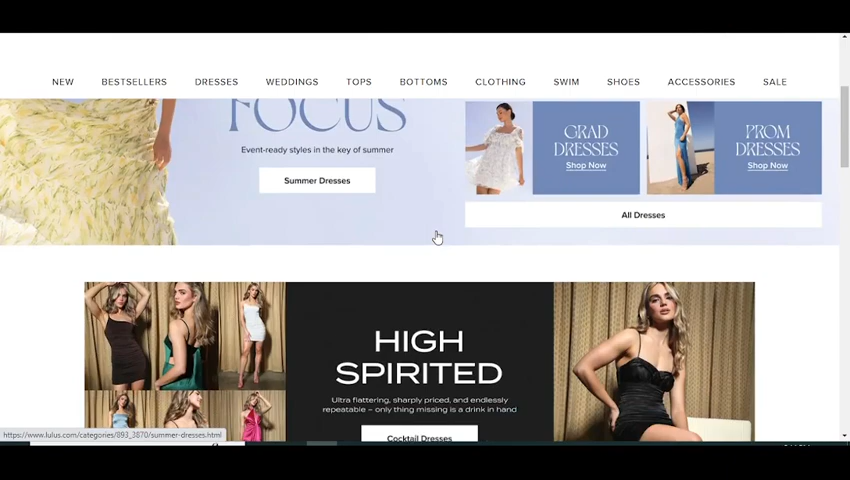 NEW BESTSELLERS DRESSES WEDDINGS TOPS BOTTOMS CLOTHING SWIM SHOES ACCESSORIES SALE
FOCUS
Event-ready styles in the key of summer
Summer Dresses
GRAD
DRESSES
Shop Now
PROM
DRESSES
Shop Now
All Dresses
HIGH
SPIRITED
Ultra flattering, sharply priced, and endlessly
repeatable – only thing missing is a drink in hand
Cocktail Dresses
https://www.lulus.com/categories/893_3870/summer-dresses.html